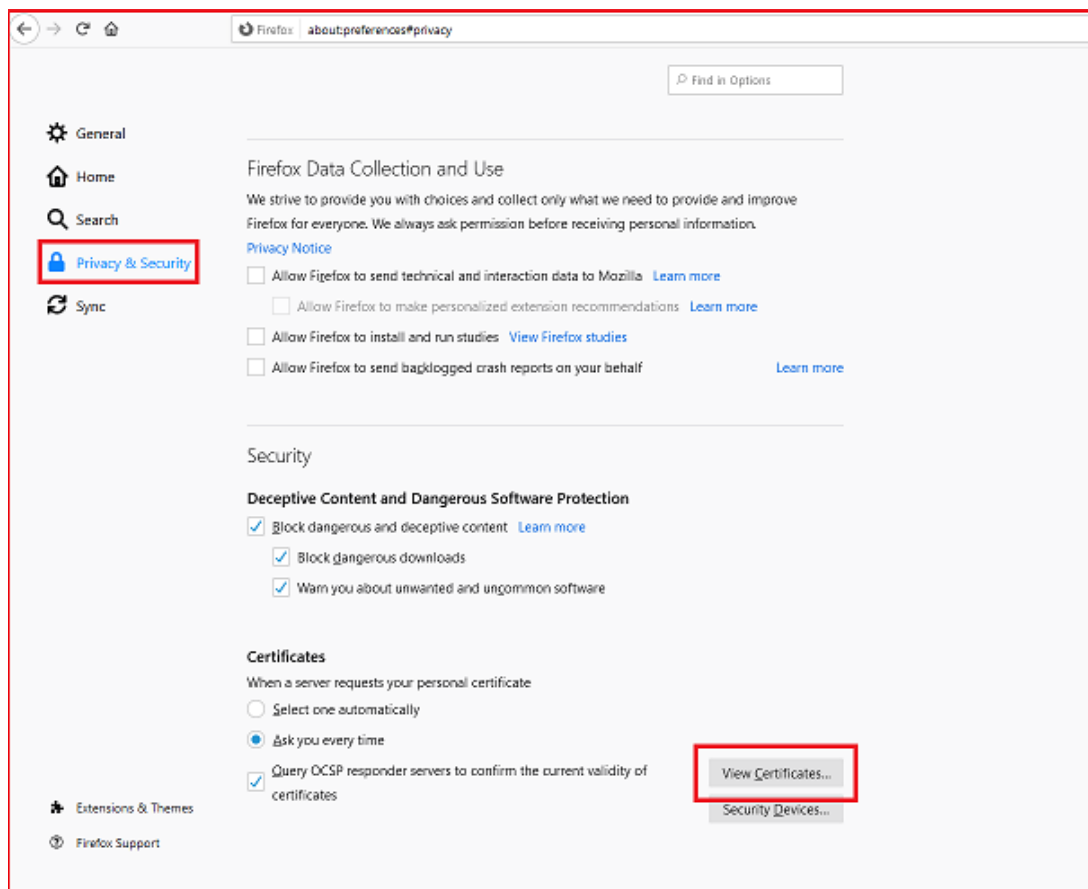 Firefox about:preferences#privacy
Find in Options
General
Home
Search
Privacy & Security
Sync
Firefox Data Collection and Use
We strive to provide you with choices and collect only what we need to provide and improve
Firefox for everyone. We always ask permission before receiving personal information.
Privacy Notice
Allow Firefox to send technical and interaction data to Mozilla Learn more
Allow Firefox to make personalized extension recommendations Learn more
Allow Firefox to install and run studies View Firefox studies
Allow Firefox to send backlogged crash reports on your behalf Learn more
Security
Deceptive Content and Dangerous Software Protection
Block dangerous and deceptive content Learn more
Block dangerous downloads
Warn you about unwanted and uncommon software
Certificates
When a server requests your personal certificate
Select one automatically
Ask you every time
Query OCSP responder servers to confirm the current validity of
certificates
View Certificates...
Security Devices...
Extensions & Themes
Firefox Support